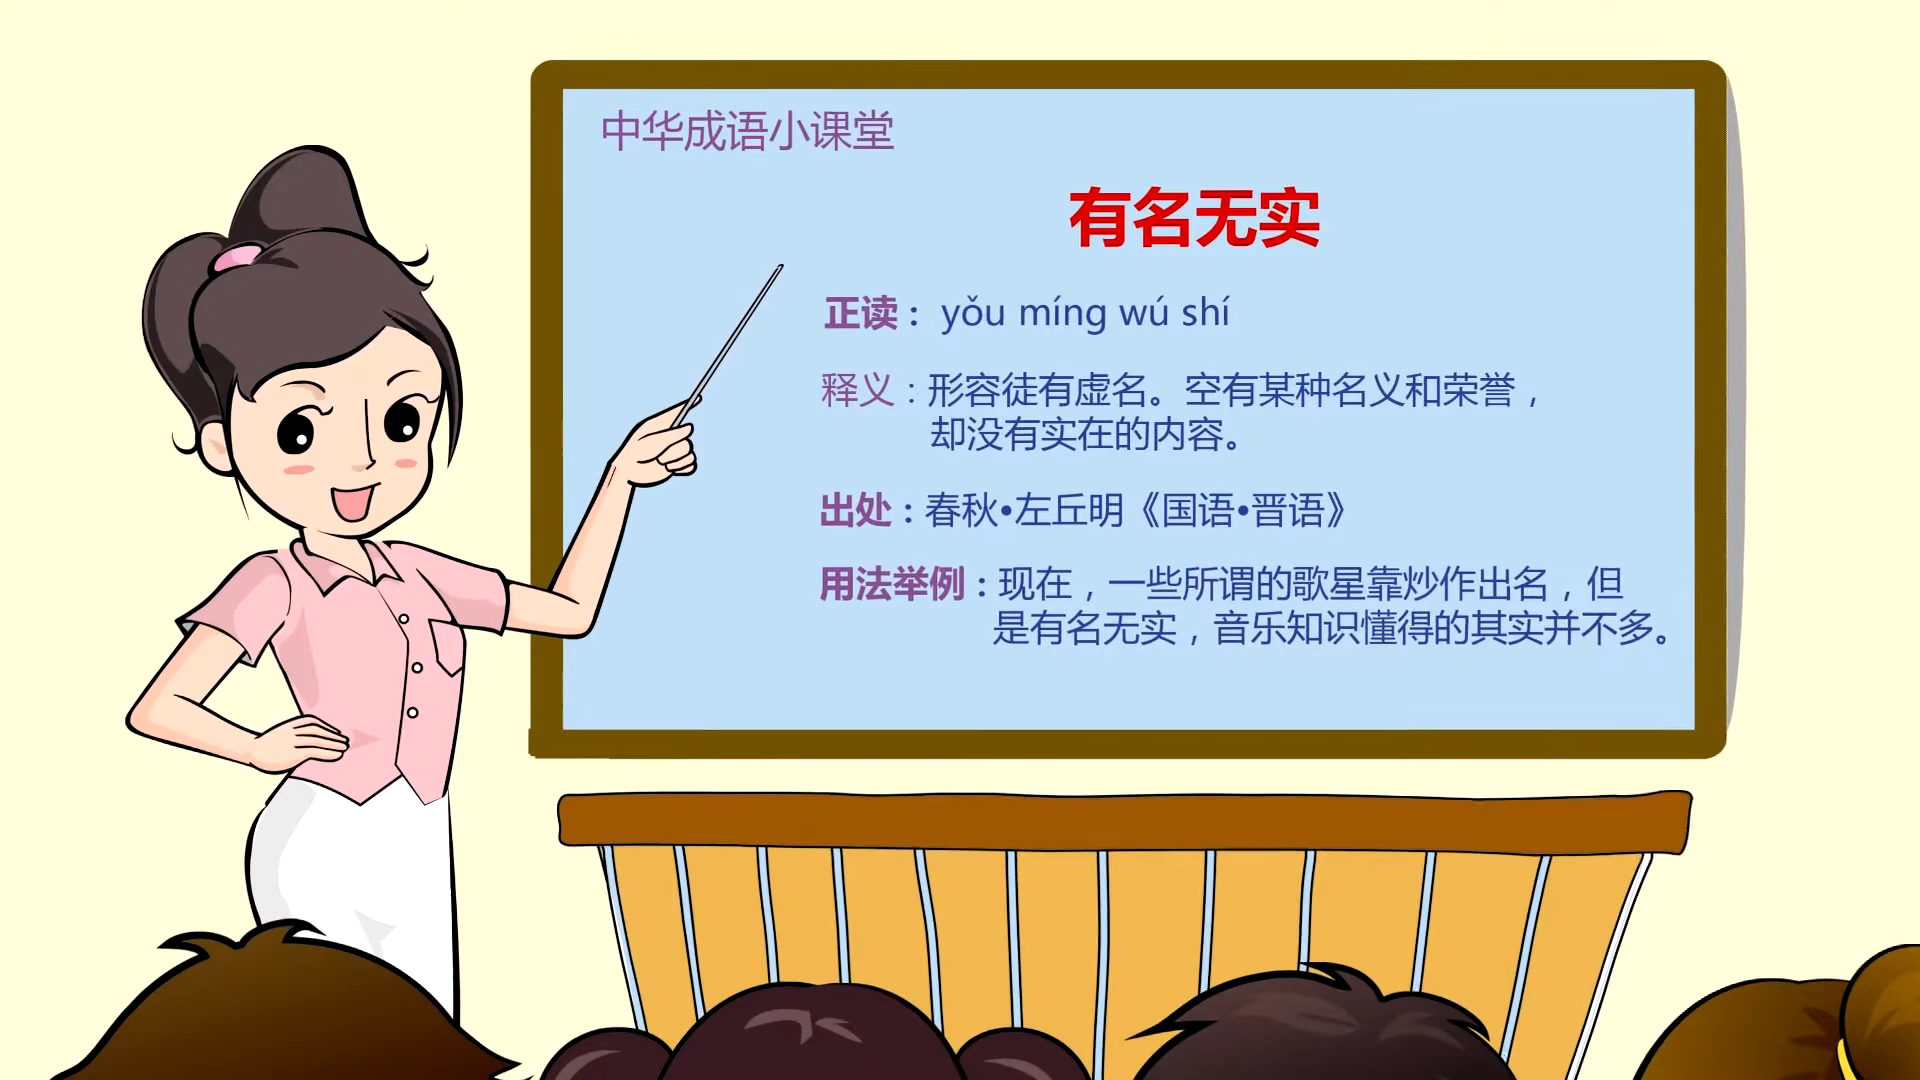 中华成语小课堂
有名无实
正读： yǒu míng wú shí
释义：形容徒有虚名。空有某种名义和荣誉，
却没有实在的内容。
出处：春秋•左丘明《国语•晋语》
用法举例：现在，一些所谓的歌星靠炒作出名，但
是有名无实，音乐知识懂得的其实并不多。